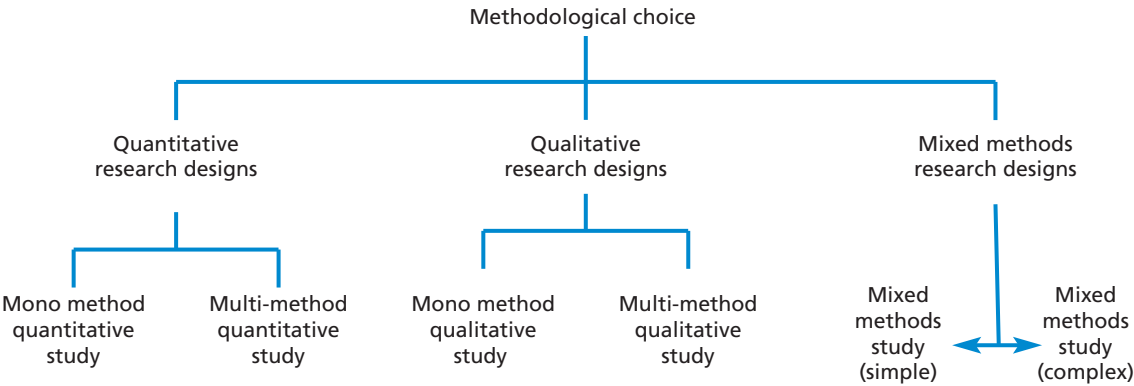 Methodological choice
Quantitative
research designs
Qualitative
research designs
Mixed methods
research designs
Mono method
quantitative
study
Multi-method
quantitative
study
Mono method
qualitative
study
Multi-method
qualitative
study
Mixed
methods
study
(simple)
Mixed
methods
study
(complex)